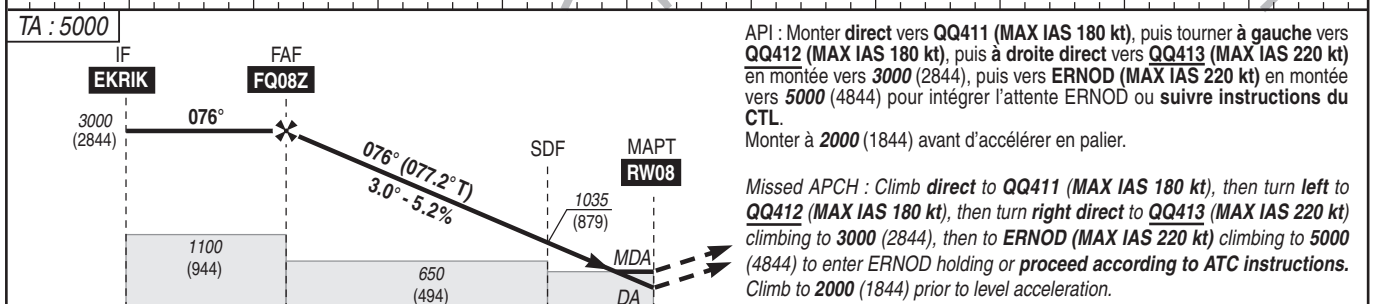 TA : 5000
IF
FAF
EKRIK
FQ08Z
3000
(2844)
076°
076° (077.2°T)
3.0° - 5.2%
SDF
MAPT
RW08
1035
(879)
1100
(944)
650
(494)
MDA
DA
API : Monter direct vers QQ411 (MAX IAS 180 kt), puis tourner à gauche vers
QQ412 (MAX IAS 180 kt), puis à droite direct vers QQ413 (MAX IAS 220 kt)
en montée vers 3000 (2844), puis vers ERNOD (MAX IAS 220 kt) en montée
vers 5000 (4844) pour intégrer l'attente ERNOD ou suivre instructions du
CTL.
Monter à 2000 (1844) avant d'accélérer en palier.
Missed APCH : Climb direct to QQ411 (MAX IAS 180 kt), then turn left to
QQ412 (MAX IAS 180 kt), then turn right direct to QQ413 (MAX IAS 220 kt)
climbing to 3000 (2844), then to ERNOD (MAX IAS 220 kt) climbing to 5000
(4844) to enter ERNOD holding or proceed according to ATC instructions.
Climb to 2000 (1844) prior to level acceleration.